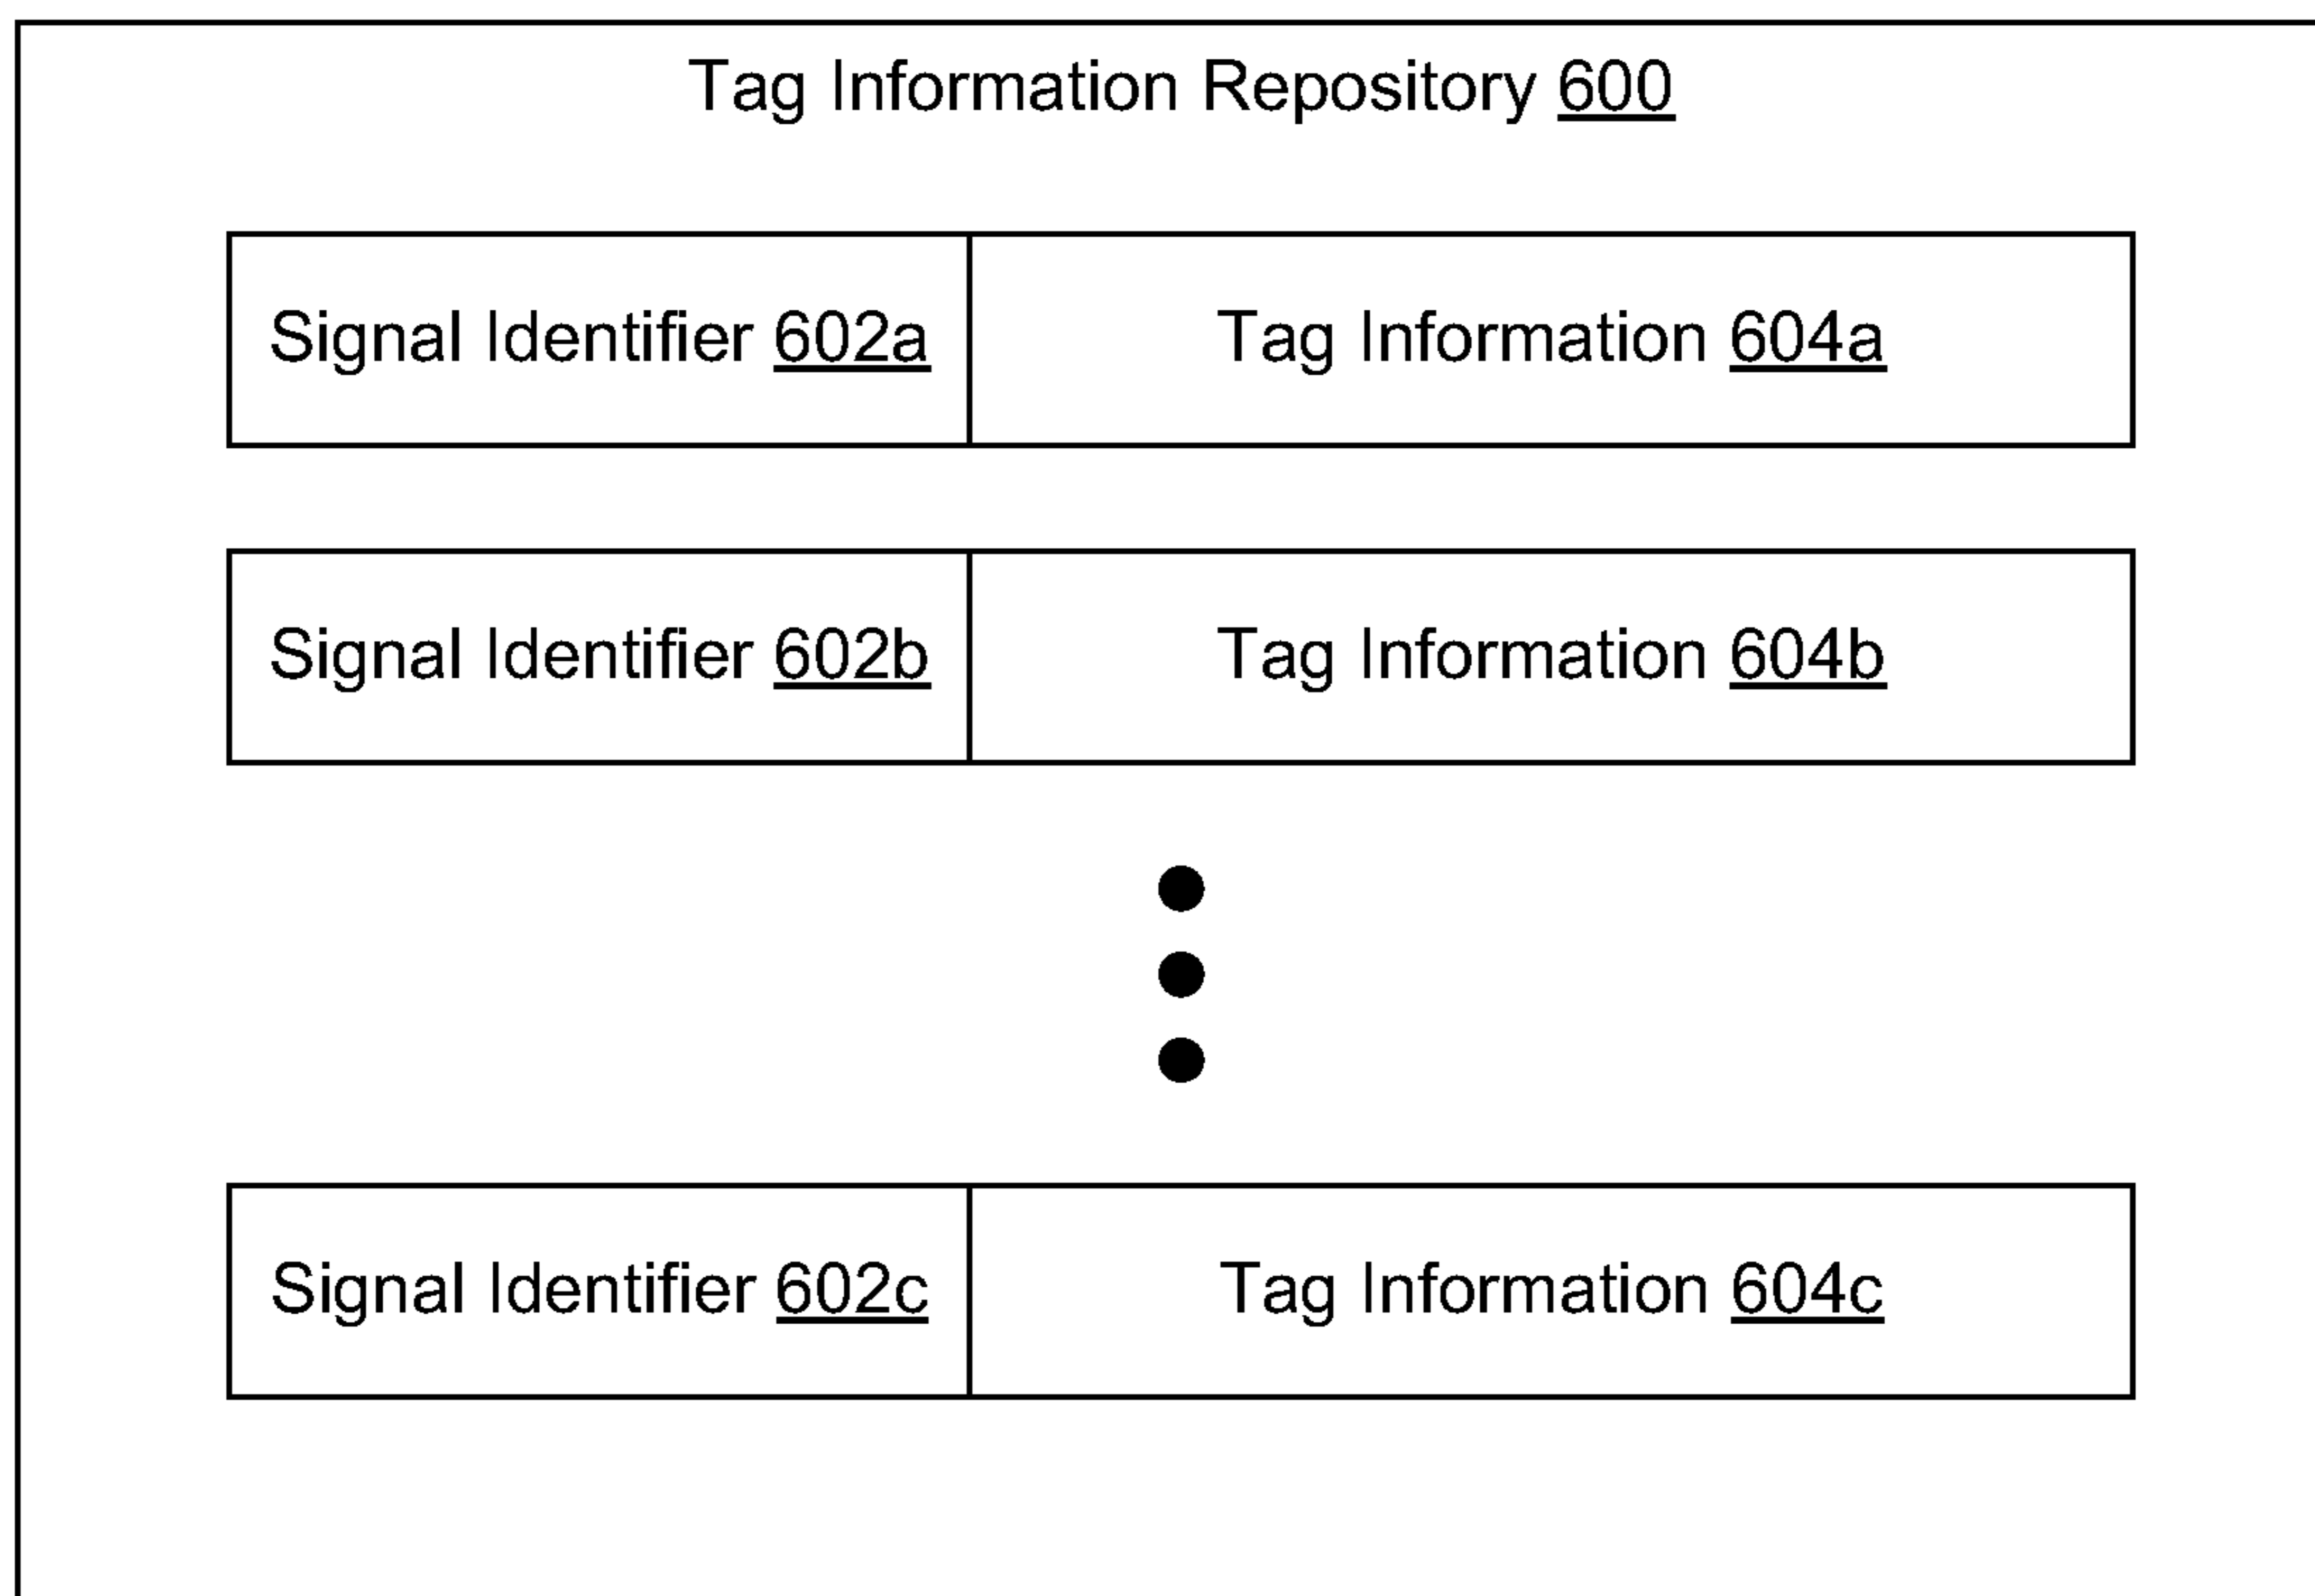 Tag Information Repository 600
Signal Identifier 602a Tag Information 604a
Signal Identifier 602b Tag Information 604b
Signal Identifier 602c Tag Information 604c